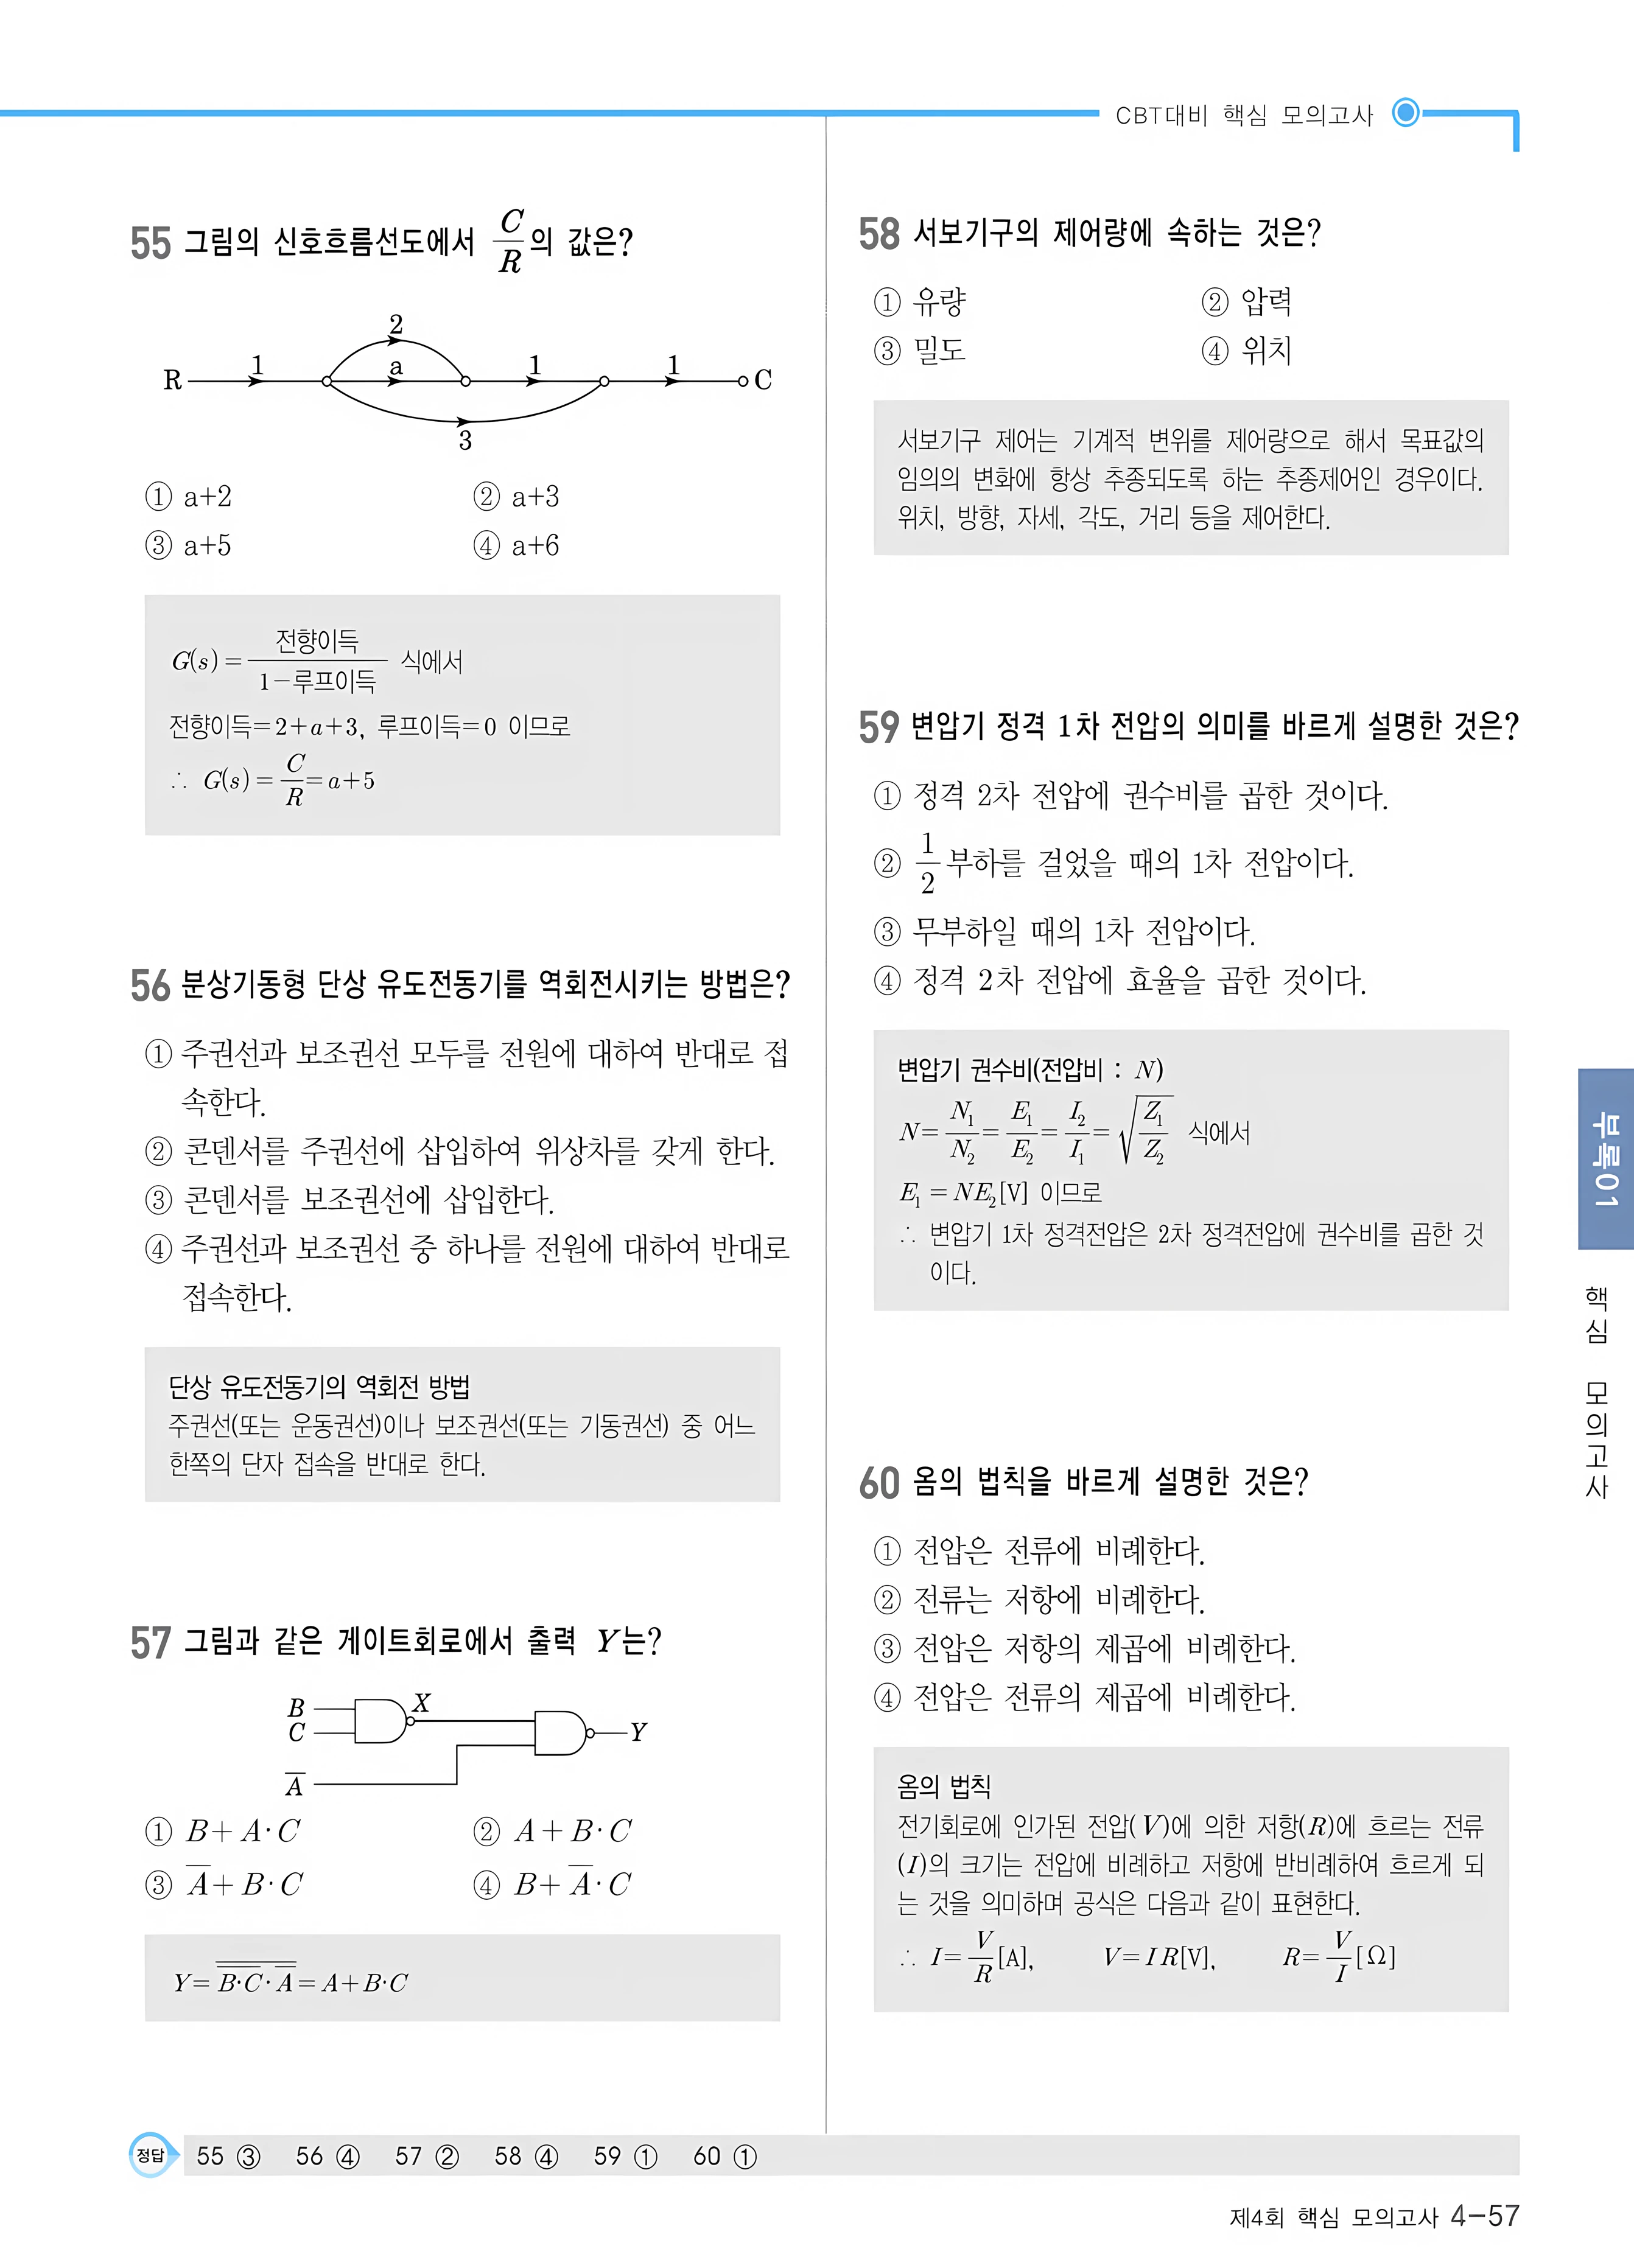 CBT대비 핵심 모의고사
55 그림의 신호흐름선도에서 C/R의 값은?
2
R 1 a 1 1 C
3
① a+2 ② a+3
③ a+5 ④ a+6
G(s)=전향이득/1-루프이득 식에서
전향이득=2+a+3, 루프이득=0 이므로
∴ G(s)=C/R=a+5
56 분상기동형 단상 유도전동기를 역회전시키는 방법은?
① 주권선과 보조권선 모두를 전원에 대하여 반대로 접
속한다.
② 콘덴서를 주권선에 삽입하여 위상차를 갖게 한다.
③ 콘덴서를 보조권선에 삽입한다.
④ 주권선과 보조권선 중 하나를 전원에 대하여 반대로
접속한다.
단상 유도전동기의 역회전 방법
주권선(또는 운동권선)이나 보조권선(또는 기동권선) 중 어느
한쪽의 단자 접속을 반대로 한다.
57 그림과 같은 게이트회로에서 출력 Y는?
B X
C Y
A̅
① B+A·C ② A+B·C
③ A̅+B·C ④ B+A̅·C
Y=\overline{\overline{B·C}·\overline{A}}=A+B·C
58 서보기구의 제어량에 속하는 것은?
① 유량 ② 압력
③ 밀도 ④ 위치
서보기구 제어는 기계적 변위를 제어량으로 해서 목표값의
임의의 변화에 항상 추종되도록 하는 추종제어인 경우이다.
위치, 방향, 자세, 각도, 거리 등을 제어한다.
59 변압기 정격 1차 전압의 의미를 바르게 설명한 것은?
① 정격 2차 전압에 권수비를 곱한 것이다.
② 1/2부하를 걸었을 때의 1차 전압이다.
③ 무부하일 때의 1차 전압이다.
④ 정격 2차 전압에 효율을 곱한 것이다.
변압기 권수비(전압비 : N)
N=N₁/N₂=E₁/E₂=I₂/I₁=√(Z₁/Z₂) 식에서
E₁=NE₂[V] 이므로
∴ 변압기 1차 정격전압은 2차 정격전압에 권수비를 곱한 것
이다.
60 옴의 법칙을 바르게 설명한 것은?
① 전압은 전류에 비례한다.
② 전류는 저항에 비례한다.
③ 전압은 저항의 제곱에 비례한다.
④ 전압은 전류의 제곱에 비례한다.
옴의 법칙
전기회로에 인가된 전압(V)에 의한 저항(R)에 흐르는 전류
(I)의 크기는 전압에 비례하고 저항에 반비례하여 흐르게 되
는 것을 의미하며 공식은 다음과 같이 표현한다.
∴ I=V/R[A], V=IR[V], R=V/I[Ω]
부록01
핵심 모의고사
정답 55 ③ 56 ④ 57 ② 58 ④ 59 ① 60 ①
제4회 핵심 모의고사 4-57